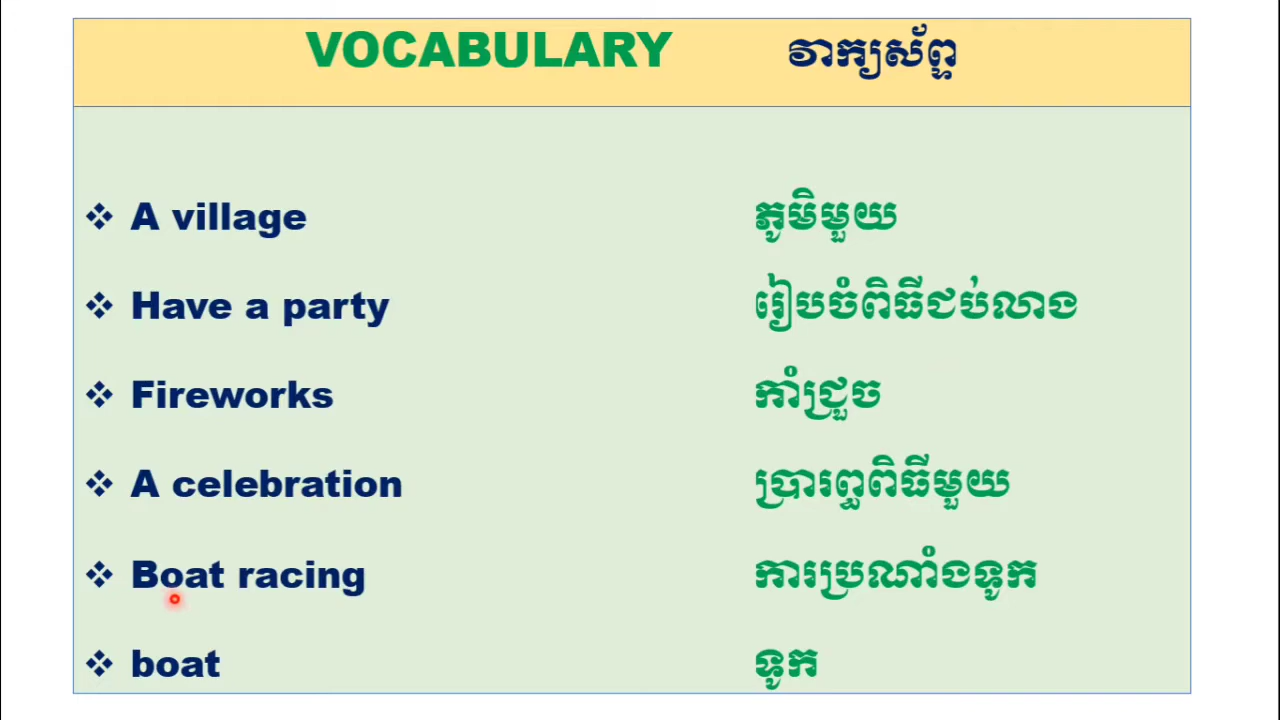 VOCABULARY វាក្យស័ព្ទ
❖ A village ភូមិមួយ
❖ Have a party រៀបចំពិធីជប់លាង
❖ Fireworks កាំជ្រួច
❖ A celebration ប្រារព្ធពិធីមួយ
❖ Boat racing ការប្រណាំងទូក
❖ boat ទូក